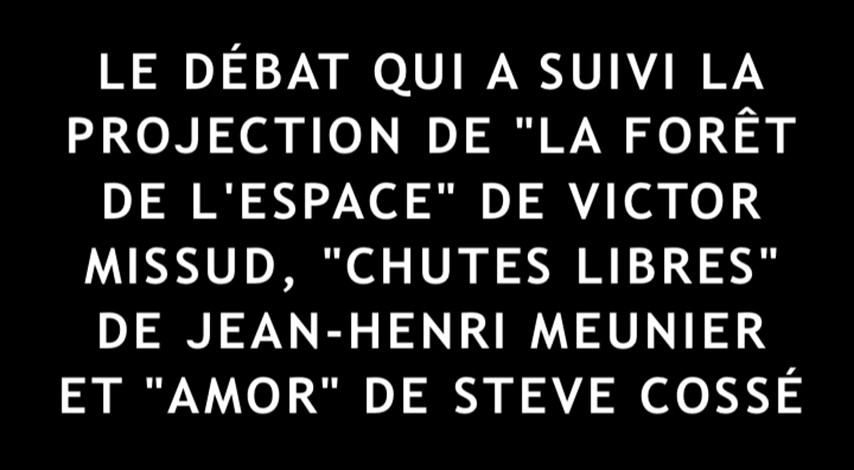 LE DÉBAT QUI A SUIVI LA
PROJECTION DE "LA FORÊT
DE L'ESPACE" DE VICTOR
MISSUD, "CHUTES LIBRES"
DE JEAN-HENRI MEUNIER
ET "AMOR" DE STEVE COSSÉ